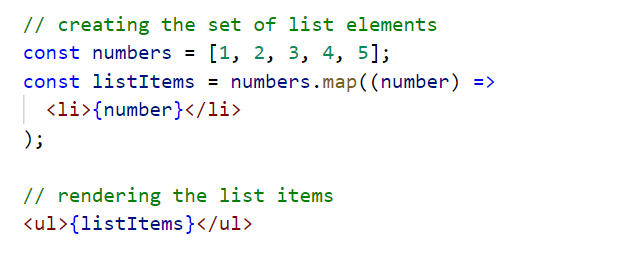 // creating the set of list elements
const numbers = [1, 2, 3, 4, 5];
const listItems = numbers.map((number) =>
  <li>{number}</li>
);

// rendering the list items
<ul>{listItems}</ul>